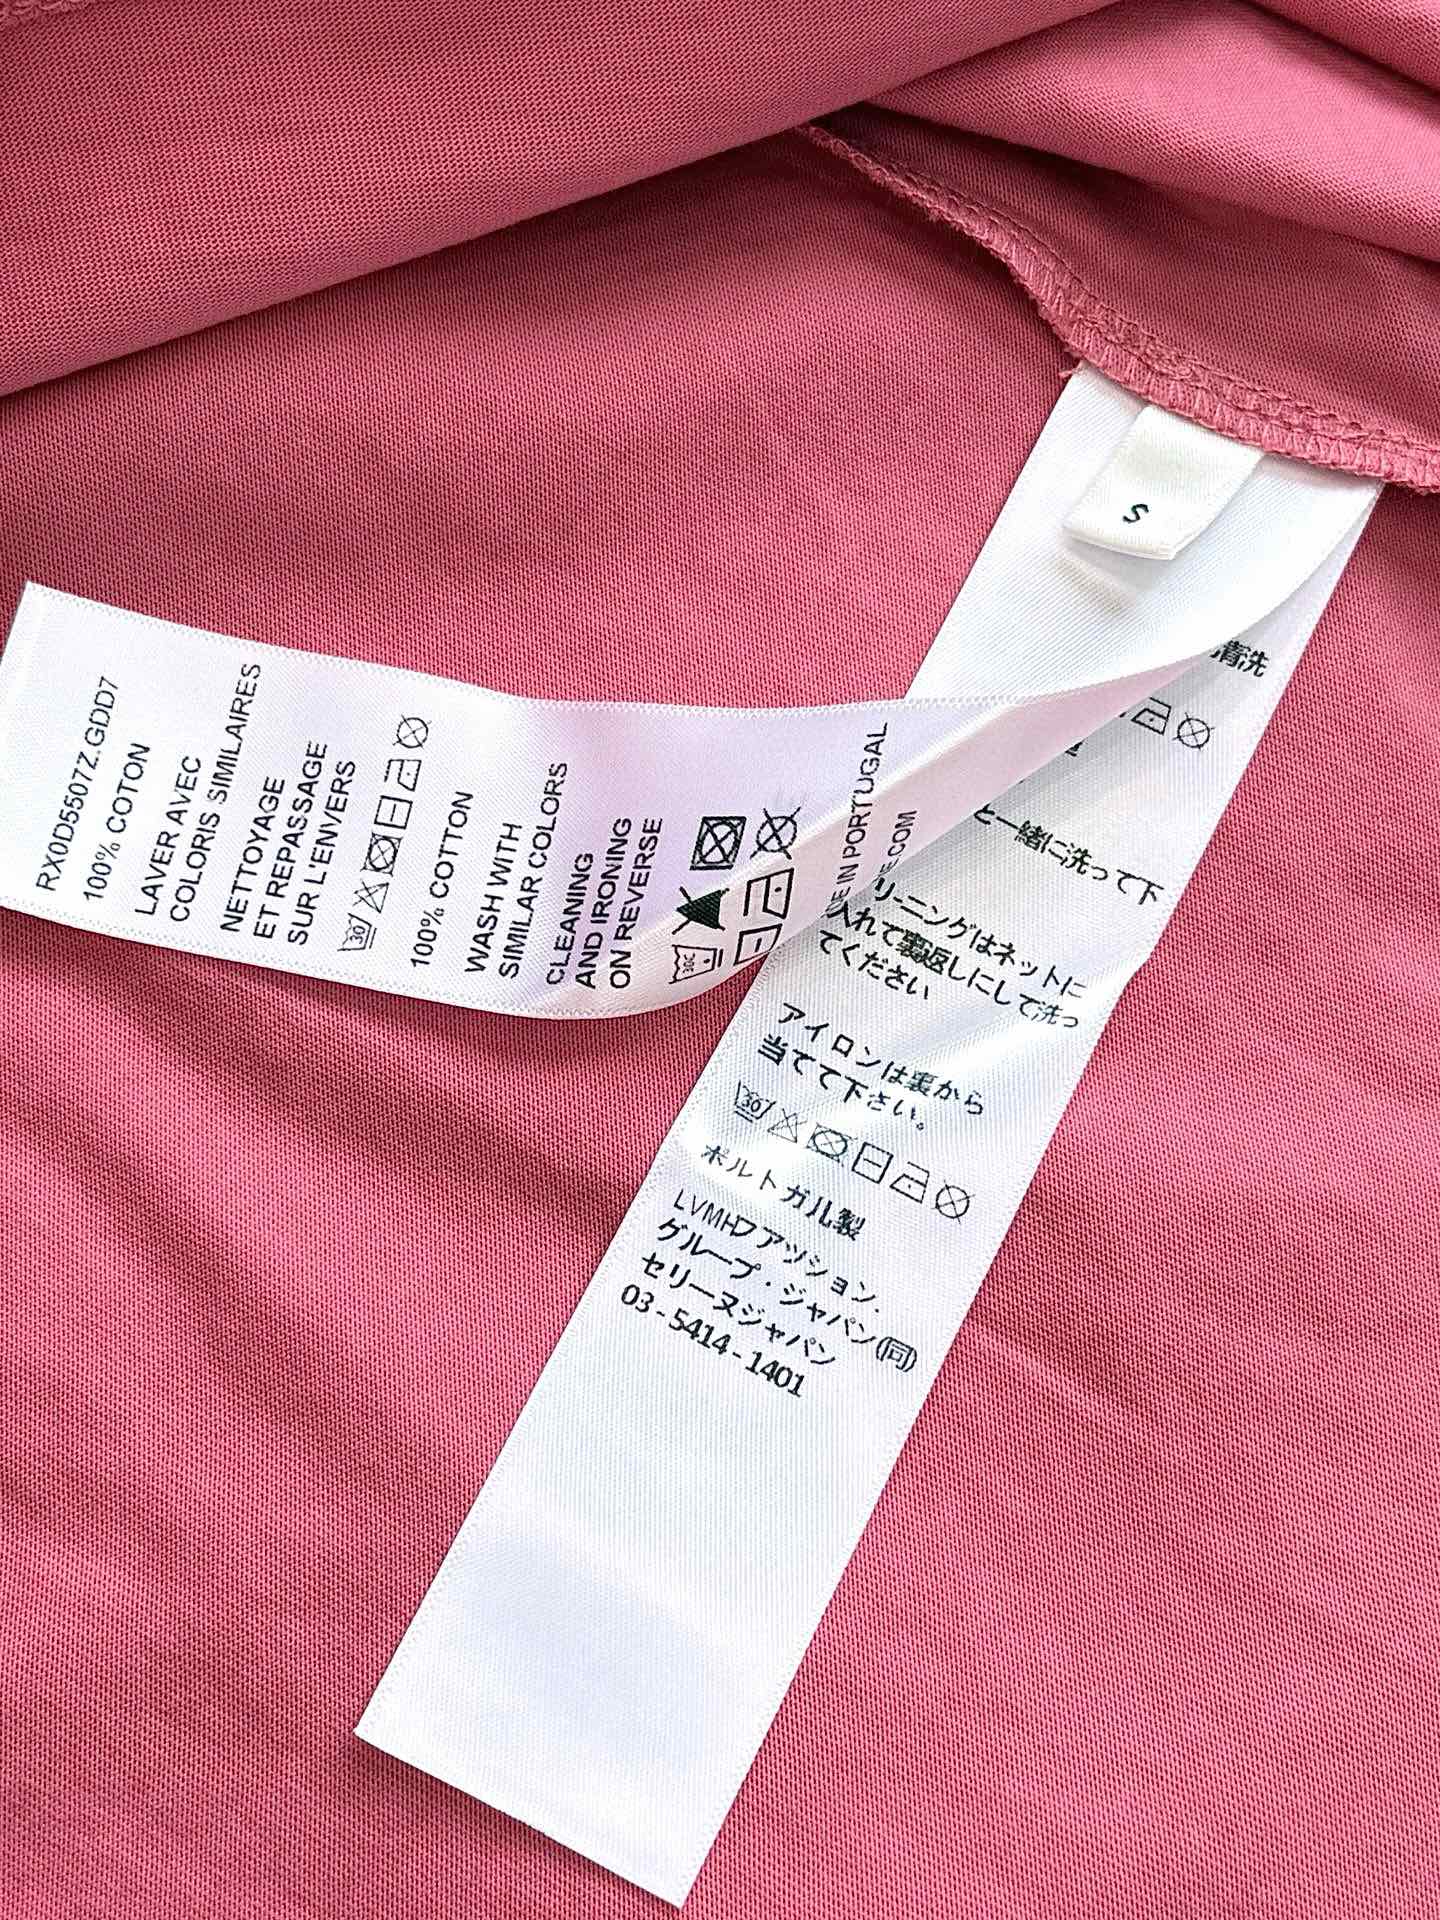 S
RX0D5507Z.GDD7
100% COTON
LAVER AVEC
COLORIS SIMILAIRES
NETTOYAGE
ET REPASSAGE
SUR L'ENVERS
30
100% COTTON
WASH WITH
SIMILAR COLORS
CLEANING
AND IRONING
ON REVERSE
30C
IN PORTUGAL
.COM
清洗
と一緒に洗って下
リーニングはネットに
入れて裏返しにして洗っ
てください
アイロンは裏から
当てて下さい。
30
ポルトガル製
LVMHファッション.
グループ・ジャパン(同)
セリーヌジャパン
03-5414-1401